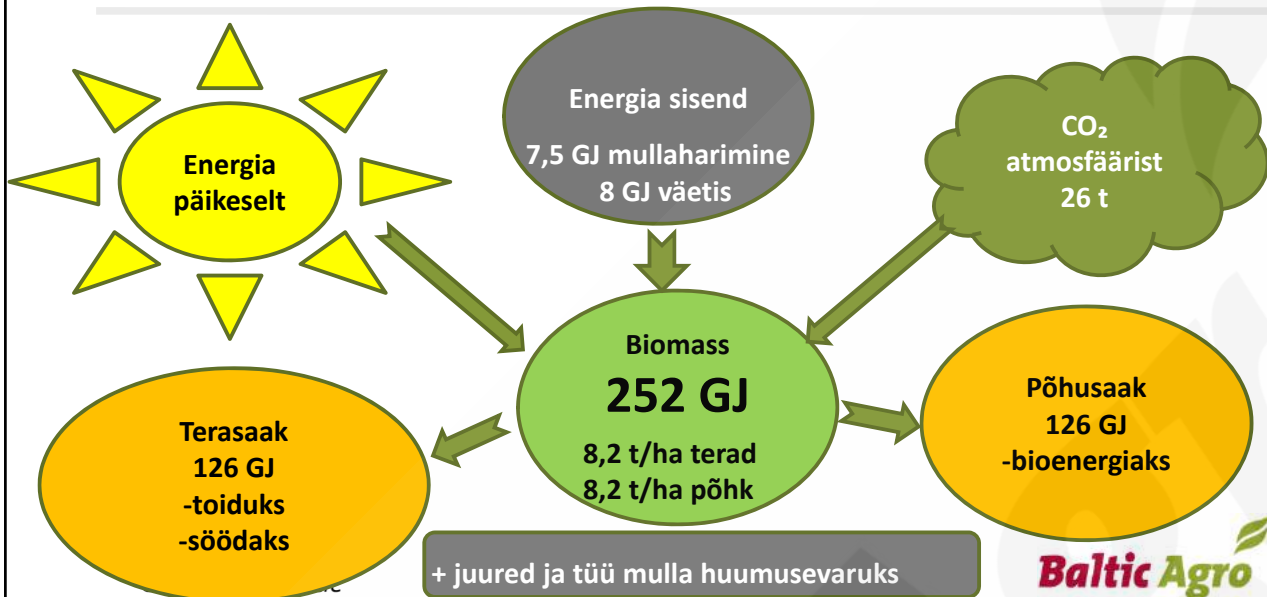 Energia
päikeselt
Energia sisend
7,5 GJ mullaharimine
8 GJ väetis
CO₂
atmosfäärist
26 t
Biomass
252 GJ
8,2 t/ha terad
8,2 t/ha põhk
Terasaak
126 GJ
-toiduks
-söödaks
Põhusaak
126 GJ
-bioenergiaks
+ juured ja tüü mulla huumusevaruks
Baltic Agro